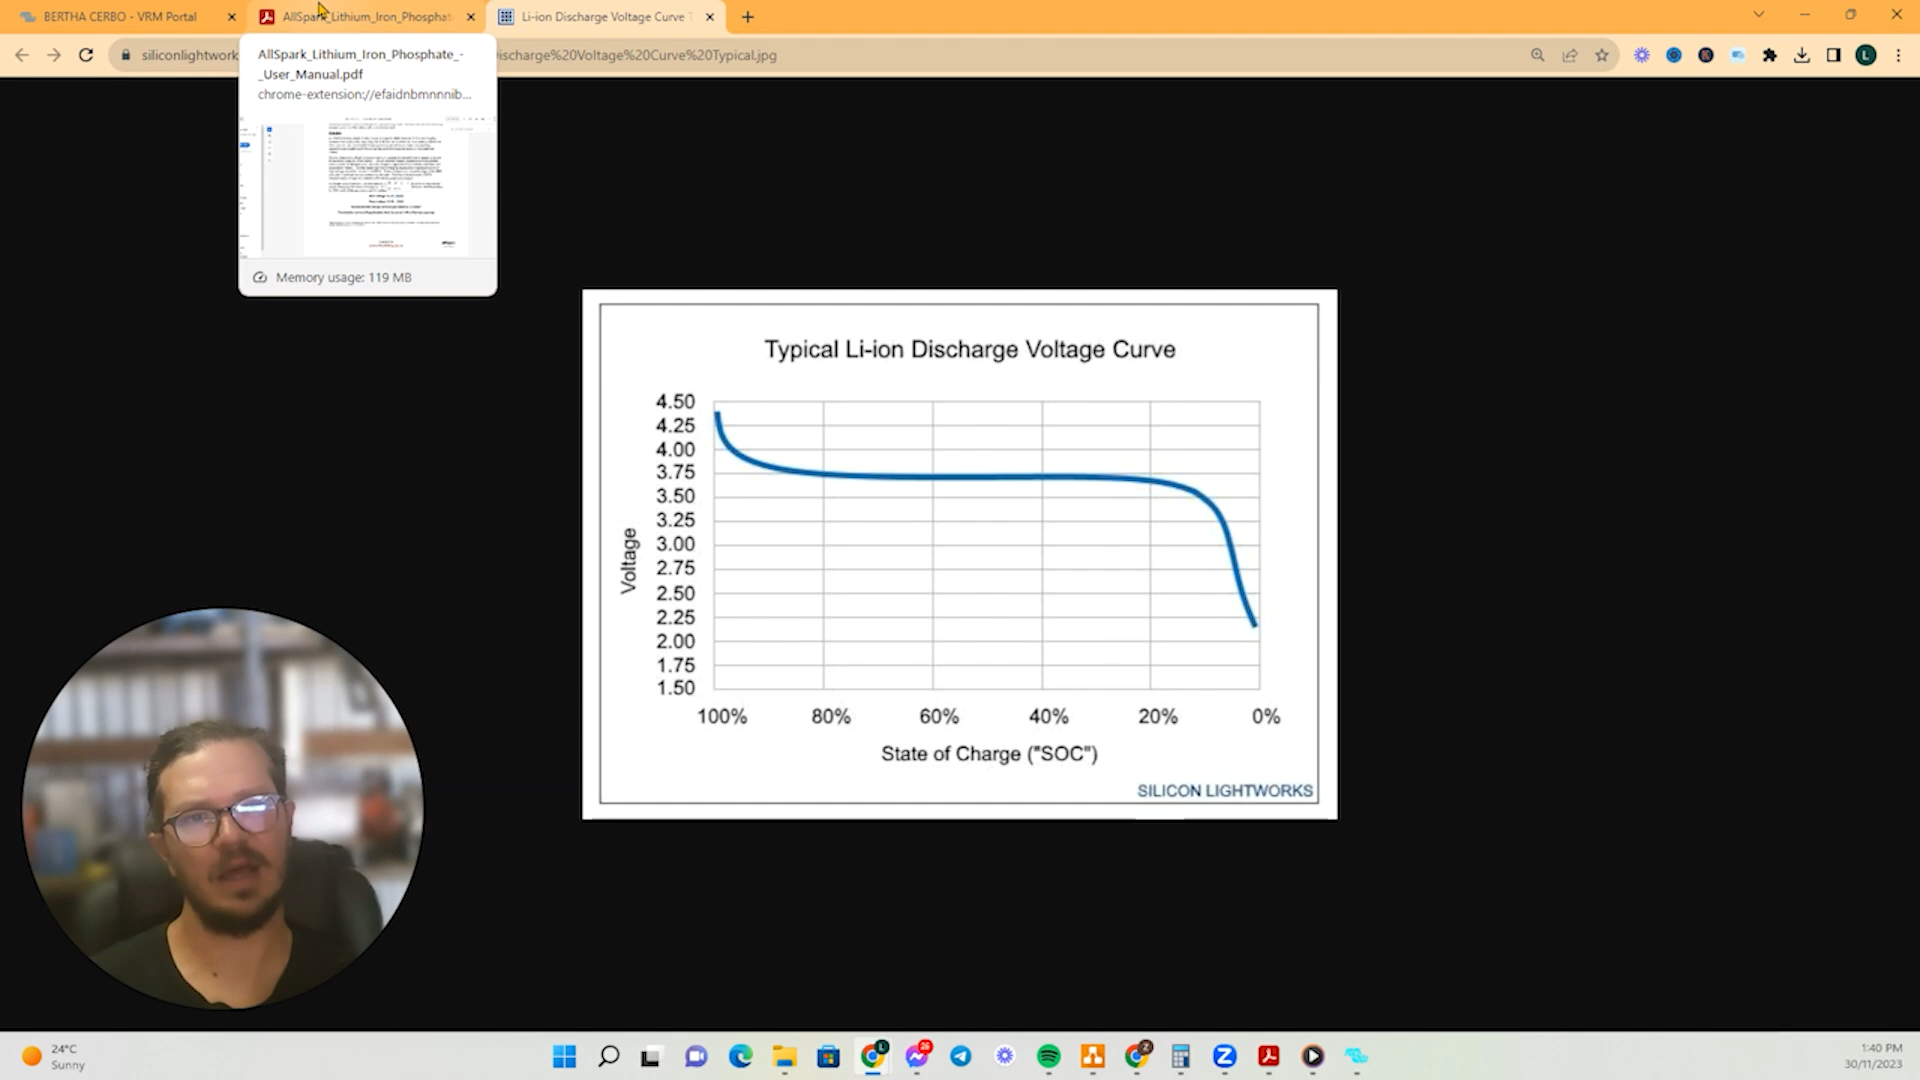 BERTHA CERBO - VRM Portal
AllSpark_Lithium_Iron_Phosphat
Li-ion Discharge Voltage Curve T
siliconlightwork
ischarge%20Voltage%20Curve%20Typical.jpg
AllSpark_Lithium_Iron_Phosphate_-
_User_Manual.pdf
chrome-extension://efaidnbmnnnib...
Memory usage: 119 MB
Typical Li-ion Discharge Voltage Curve
4.50
4.25
4.00
3.75
3.50
3.25
3.00
2.75
2.50
2.25
2.00
1.75
1.50
Voltage
100% 80% 60% 40% 20% 0%
State of Charge ("SOC")
SILICON LIGHTWORKS
24°C
Sunny
1:40 PM
30/11/2023